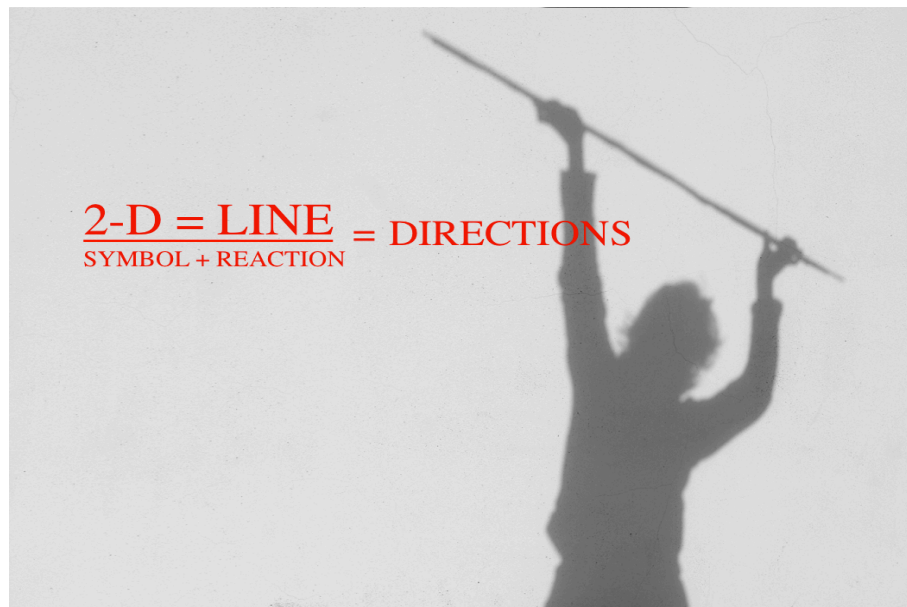 2-D = LINE
SYMBOL + REACTION
= DIRECTIONS